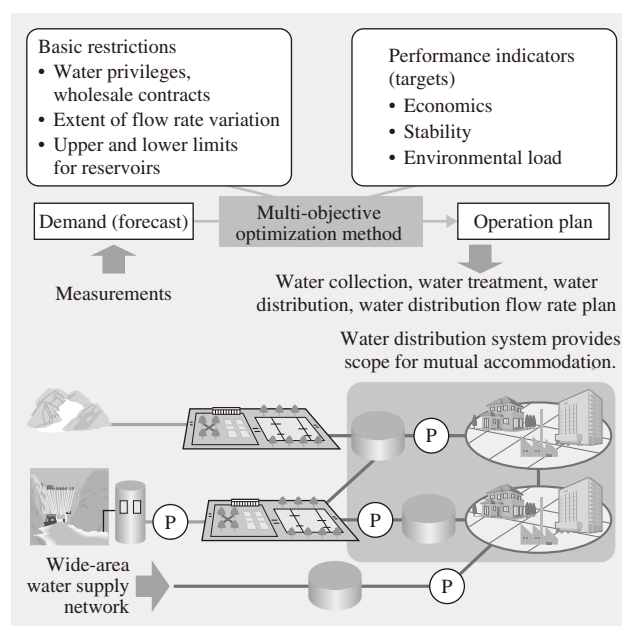 Basic restrictions
• Water privileges,
wholesale contracts
• Extent of flow rate variation
• Upper and lower limits
for reservoirs
Performance indicators
(targets)
• Economics
• Stability
• Environmental load
Demand (forecast)
Multi-objective
optimization method
Operation plan
Measurements
Water collection, water treatment, water
distribution, water distribution flow rate plan
Water distribution system provides
scope for mutual accommodation.
P
P
P
Wide-area
water supply
network
P